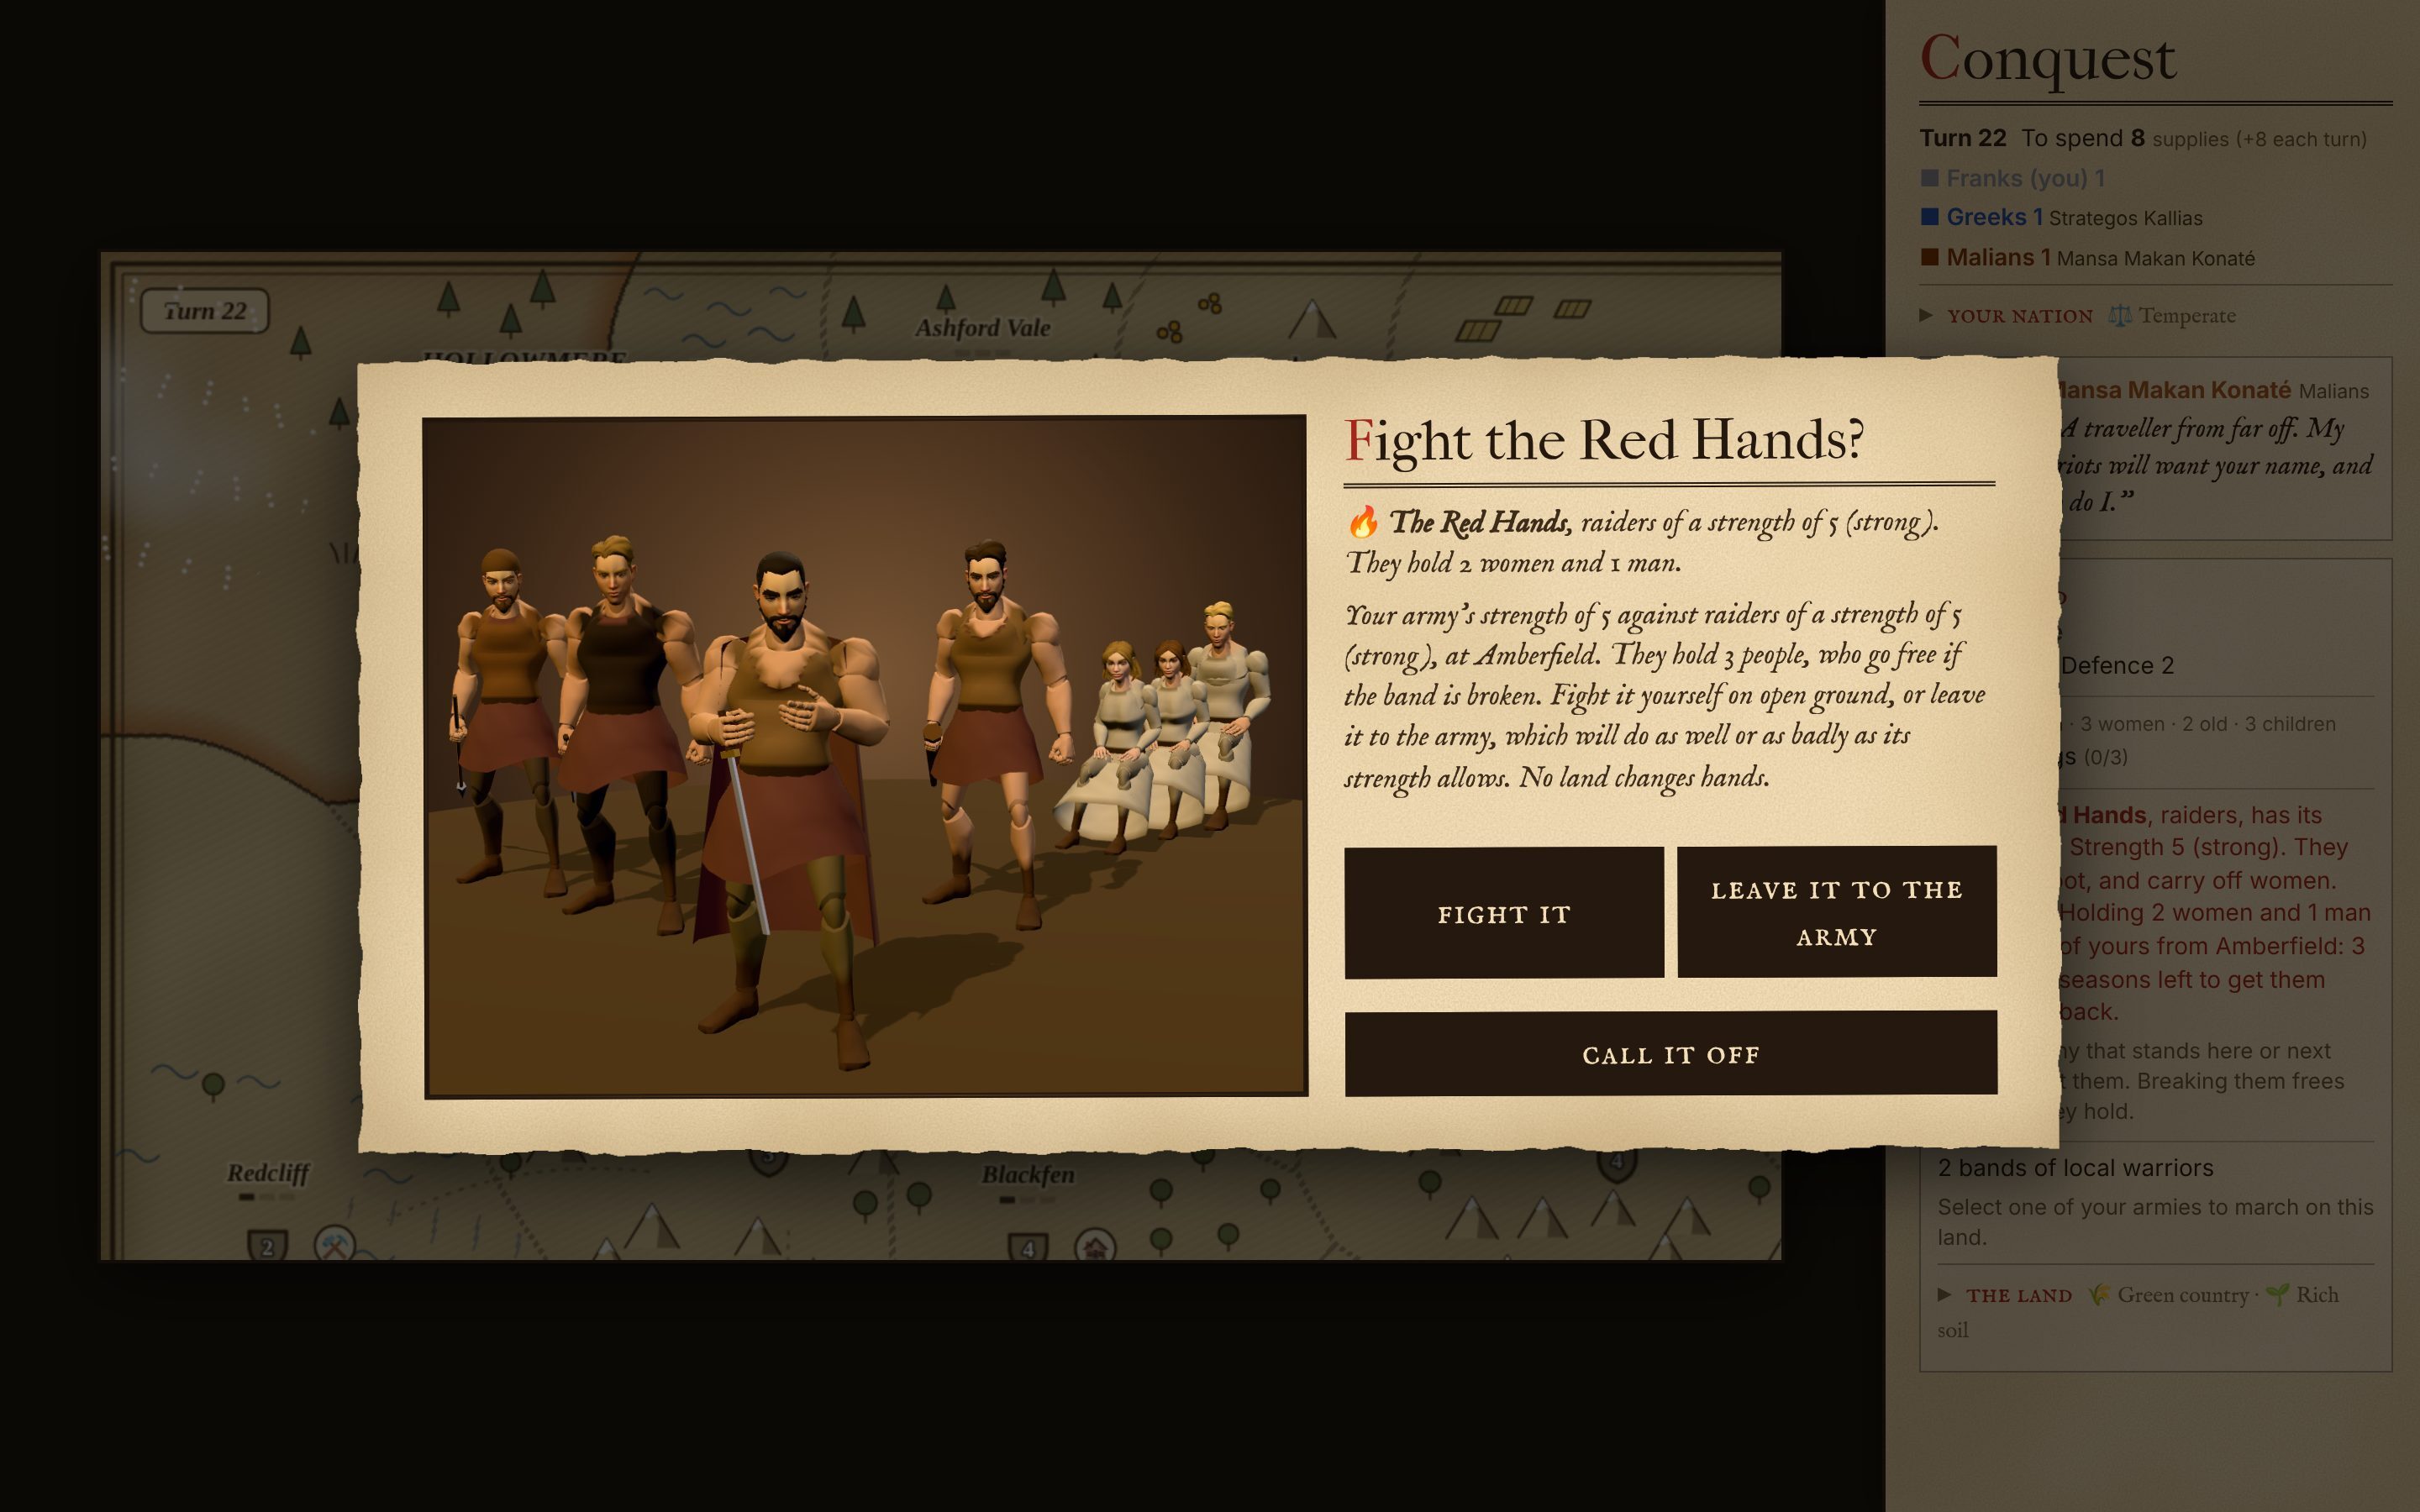 Conquest
Turn 22 To spend 8 supplies (+8 each turn)
Franks (you) 1
Greeks 1 Strategos Kallias
Malians 1 Mansa Makan Konaté
YOUR NATION Temperate
Mansa Makan Konaté Malians
A traveller from far off. My
will want your name, and
do I.”
Defence 2
· 3 women · 2 old · 3 children
(0/3)
Hands, raiders, has its
Strength 5 (strong). They
and carry off women.
Holding 2 women and 1 man
of yours from Amberfield: 3
seasons left to get them
back.
that stands here or next
them. Breaking them frees
hold.
2 bands of local warriors
Select one of your armies to march on this
land.
THE LAND Green country · Rich
soil
Turn 22
Ashford Vale
HOLLOWMERE
Redcliff
Blackfen
2
4
4
Fight the Red Hands?
The Red Hands, raiders of a strength of 5 (strong).
They hold 2 women and 1 man.
Your army’s strength of 5 against raiders of a strength of 5
(strong), at Amberfield. They hold 3 people, who go free if
the band is broken. Fight it yourself on open ground, or leave
it to the army, which will do as well or as badly as its
strength allows. No land changes hands.
FIGHT IT
LEAVE IT TO THE
ARMY
CALL IT OFF